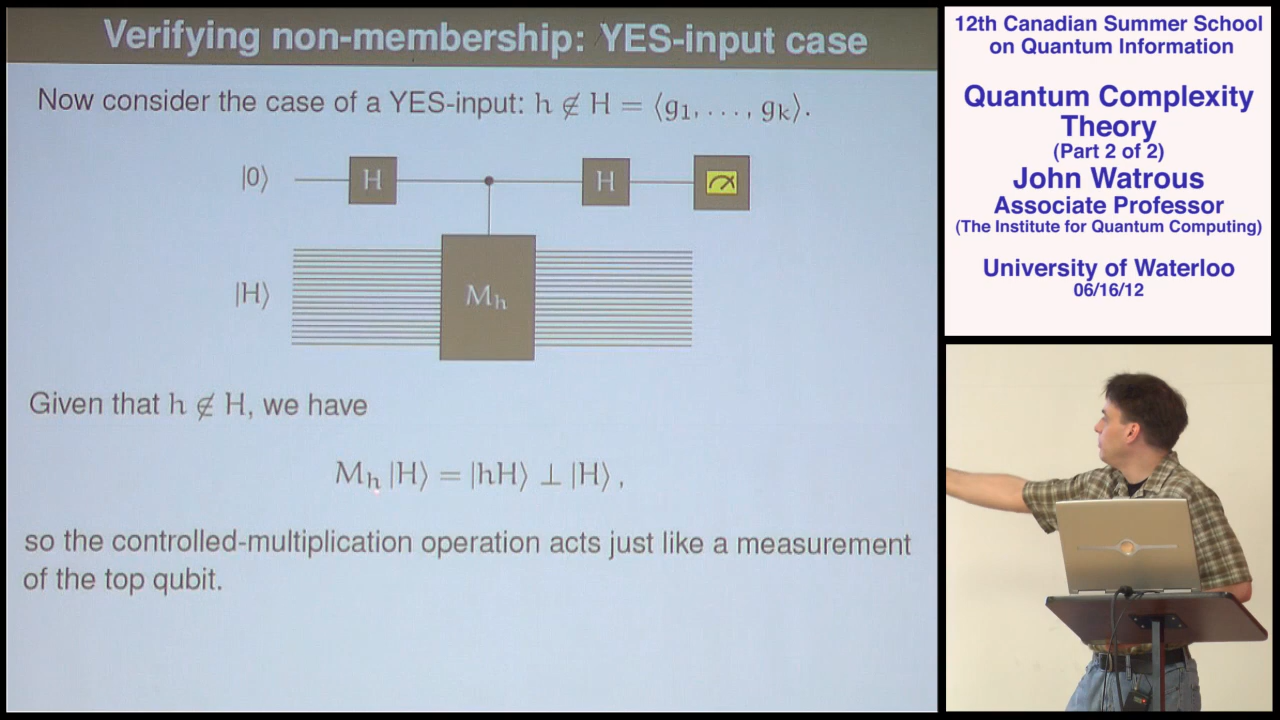 Verifying non-membership: YES-input case
Now consider the case of a YES-input: h ∉ H = ⟨g₁, . . . , gₖ⟩.
|0⟩ H H
|H⟩ Mₕ
Given that h ∉ H, we have
Mₕ |H⟩ = |hH⟩ ⊥ |H⟩ ,
so the controlled-multiplication operation acts just like a measurement
of the top qubit.
12th Canadian Summer School
on Quantum Information
Quantum Complexity
Theory
(Part 2 of 2)
John Watrous
Associate Professor
(The Institute for Quantum Computing)
University of Waterloo
06/16/12